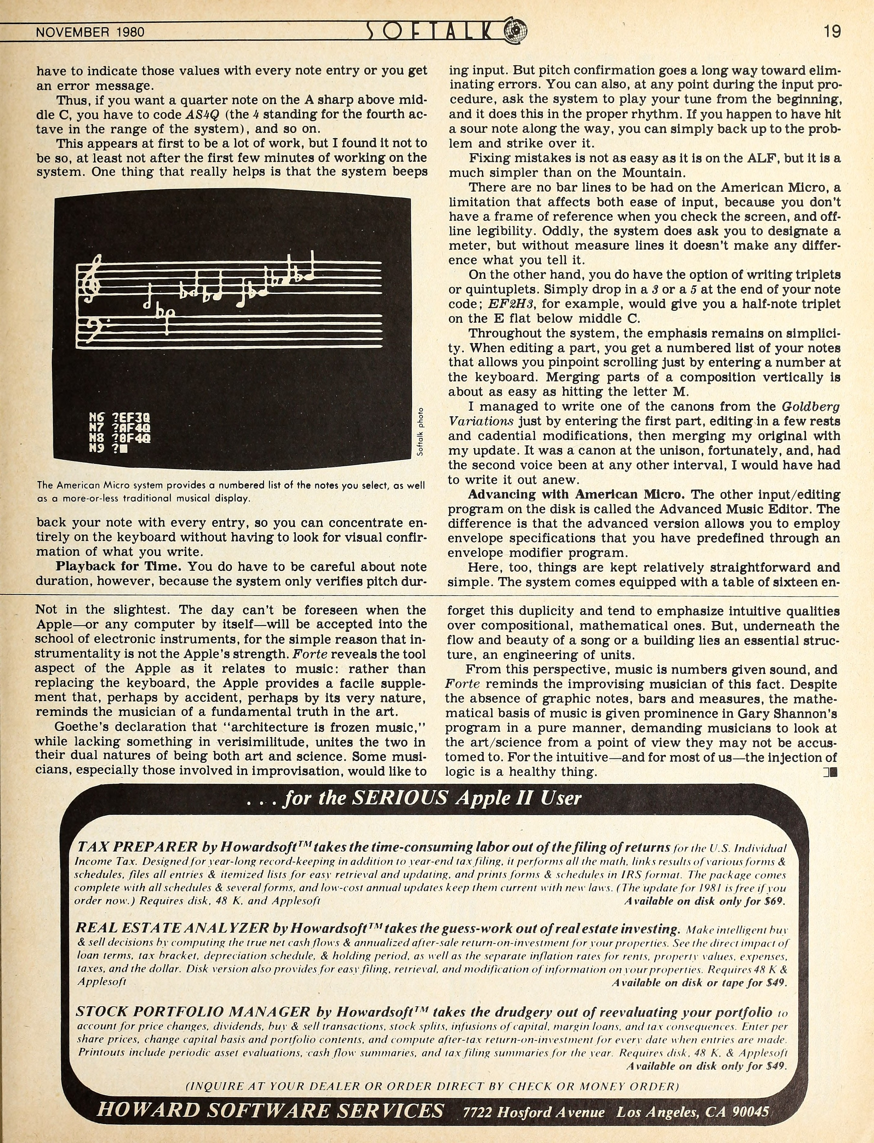 NOVEMBER 1980
SOFTALK
19
have to indicate those values with every note entry or you get
an error message.
Thus, if you want a quarter note on the A sharp above mid-
dle C, you have to code AS4Q (the 4 standing for the fourth oc-
tave in the range of the system), and so on.
This appears at first to be a lot of work, but I found it not to
be so, at least not after the first few minutes of working on the
system. One thing that really helps is that the system beeps
N6 ?EF3Q
N7 ?AF4Q
N8 ?BF4Q
N9 ?
Softalk photo
The American Micro system provides a numbered list of the notes you select, as well
as a more-or-less traditional musical display.
back your note with every entry, so you can concentrate en-
tirely on the keyboard without having to look for visual confir-
mation of what you write.
Playback for Time. You do have to be careful about note
duration, however, because the system only verifies pitch dur-
ing input. But pitch confirmation goes a long way toward elim-
inating errors. You can also, at any point during the input pro-
cedure, ask the system to play your tune from the beginning,
and it does this in the proper rhythm. If you happen to have hit
a sour note along the way, you can simply back up to the prob-
lem and strike over it.
Fixing mistakes is not as easy as it is on the ALF, but it is a
much simpler than on the Mountain.
There are no bar lines to be had on the American Micro, a
limitation that affects both ease of input, because you don't
have a frame of reference when you check the screen, and off-
line legibility. Oddly, the system does ask you to designate a
meter, but without measure lines it doesn't make any differ-
ence what you tell it.
On the other hand, you do have the option of writing triplets
or quintuplets. Simply drop in a 3 or a 5 at the end of your note
code; EF2H3, for example, would give you a half-note triplet
on the E flat below middle C.
Throughout the system, the emphasis remains on simplici-
ty. When editing a part, you get a numbered list of your notes
that allows you pinpoint scrolling just by entering a number at
the keyboard. Merging parts of a composition vertically is
about as easy as hitting the letter M.
I managed to write one of the canons from the Goldberg
Variations just by entering the first part, editing in a few rests
and cadential modifications, then merging my original with
my update. It was a canon at the unison, fortunately, and, had
the second voice been at any other interval, I would have had
to write it out anew.
Advancing with American Micro. The other input/editing
program on the disk is called the Advanced Music Editor. The
difference is that the advanced version allows you to employ
envelope specifications that you have predefined through an
envelope modifier program.
Here, too, things are kept relatively straightforward and
simple. The system comes equipped with a table of sixteen en-
Not in the slightest. The day can't be foreseen when the
Apple—or any computer by itself—will be accepted into the
school of electronic instruments, for the simple reason that in-
strumentality is not the Apple's strength. Forte reveals the tool
aspect of the Apple as it relates to music: rather than
replacing the keyboard, the Apple provides a facile supple-
ment that, perhaps by accident, perhaps by its very nature,
reminds the musician of a fundamental truth in the art.
Goethe's declaration that "architecture is frozen music,"
while lacking something in verisimilitude, unites the two in
their dual natures of being both art and science. Some musi-
cians, especially those involved in improvisation, would like to
forget this duplicity and tend to emphasize intuitive qualities
over compositional, mathematical ones. But, underneath the
flow and beauty of a song or a building lies an essential struc-
ture, an engineering of units.
From this perspective, music is numbers given sound, and
Forte reminds the improvising musician of this fact. Despite
the absence of graphic notes, bars and measures, the mathe-
matical basis of music is given prominence in Gary Shannon's
program in a pure manner, demanding musicians to look at
the art/science from a point of view they may not be accus-
tomed to. For the intuitive—and for most of us—the injection of
logic is a healthy thing.
. . . for the SERIOUS Apple II User
TAX PREPARER by Howardsoft™ takes the time-consuming labor out of the filing of returns for the U.S. Individual
Income Tax. Designed for year-long record-keeping in addition to year-end tax filing, it performs all the math, links results of various forms &
schedules, files all entries & itemized lists for easy retrieval and updating, and prints forms & schedules in IRS format. The package comes
complete with all schedules & several forms, and low-cost annual updates keep them current with new laws. (The update for 1981 is free if you
order now.) Requires disk, 48 K, and Applesoft Available on disk only for $69.
REAL ESTATE ANALYZER by Howardsoft™ takes the guess-work out of real estate investing. Make intelligent buy
& sell decisions by computing the true net cash flows & annualized after-sale return-on-investment for your properties. See the direct impact of
loan terms, tax bracket, depreciation schedule, & holding period, as well as the separate inflation rates for rents, property values, expenses,
taxes, and the dollar. Disk version also provides for easy filing, retrieval, and modification of information on your properties. Requires 48 K &
Applesoft Available on disk or tape for $49.
STOCK PORTFOLIO MANAGER by Howardsoft™ takes the drudgery out of reevaluating your portfolio to
account for price changes, dividends, buy & sell transactions, stock splits, infusions of capital, margin loans, and tax consequences. Enter per
share prices, change capital basis and portfolio contents, and compute after-tax return-on-investment for every date when entries are made.
Printouts include periodic asset evaluations, cash flow summaries, and tax filing summaries for the year. Requires disk, 48 K, & Applesoft
Available on disk only for $49.
(INQUIRE AT YOUR DEALER OR ORDER DIRECT BY CHECK OR MONEY ORDER)
HOWARD SOFTWARE SERVICES 7722 Hosford Avenue Los Angeles, CA 90045